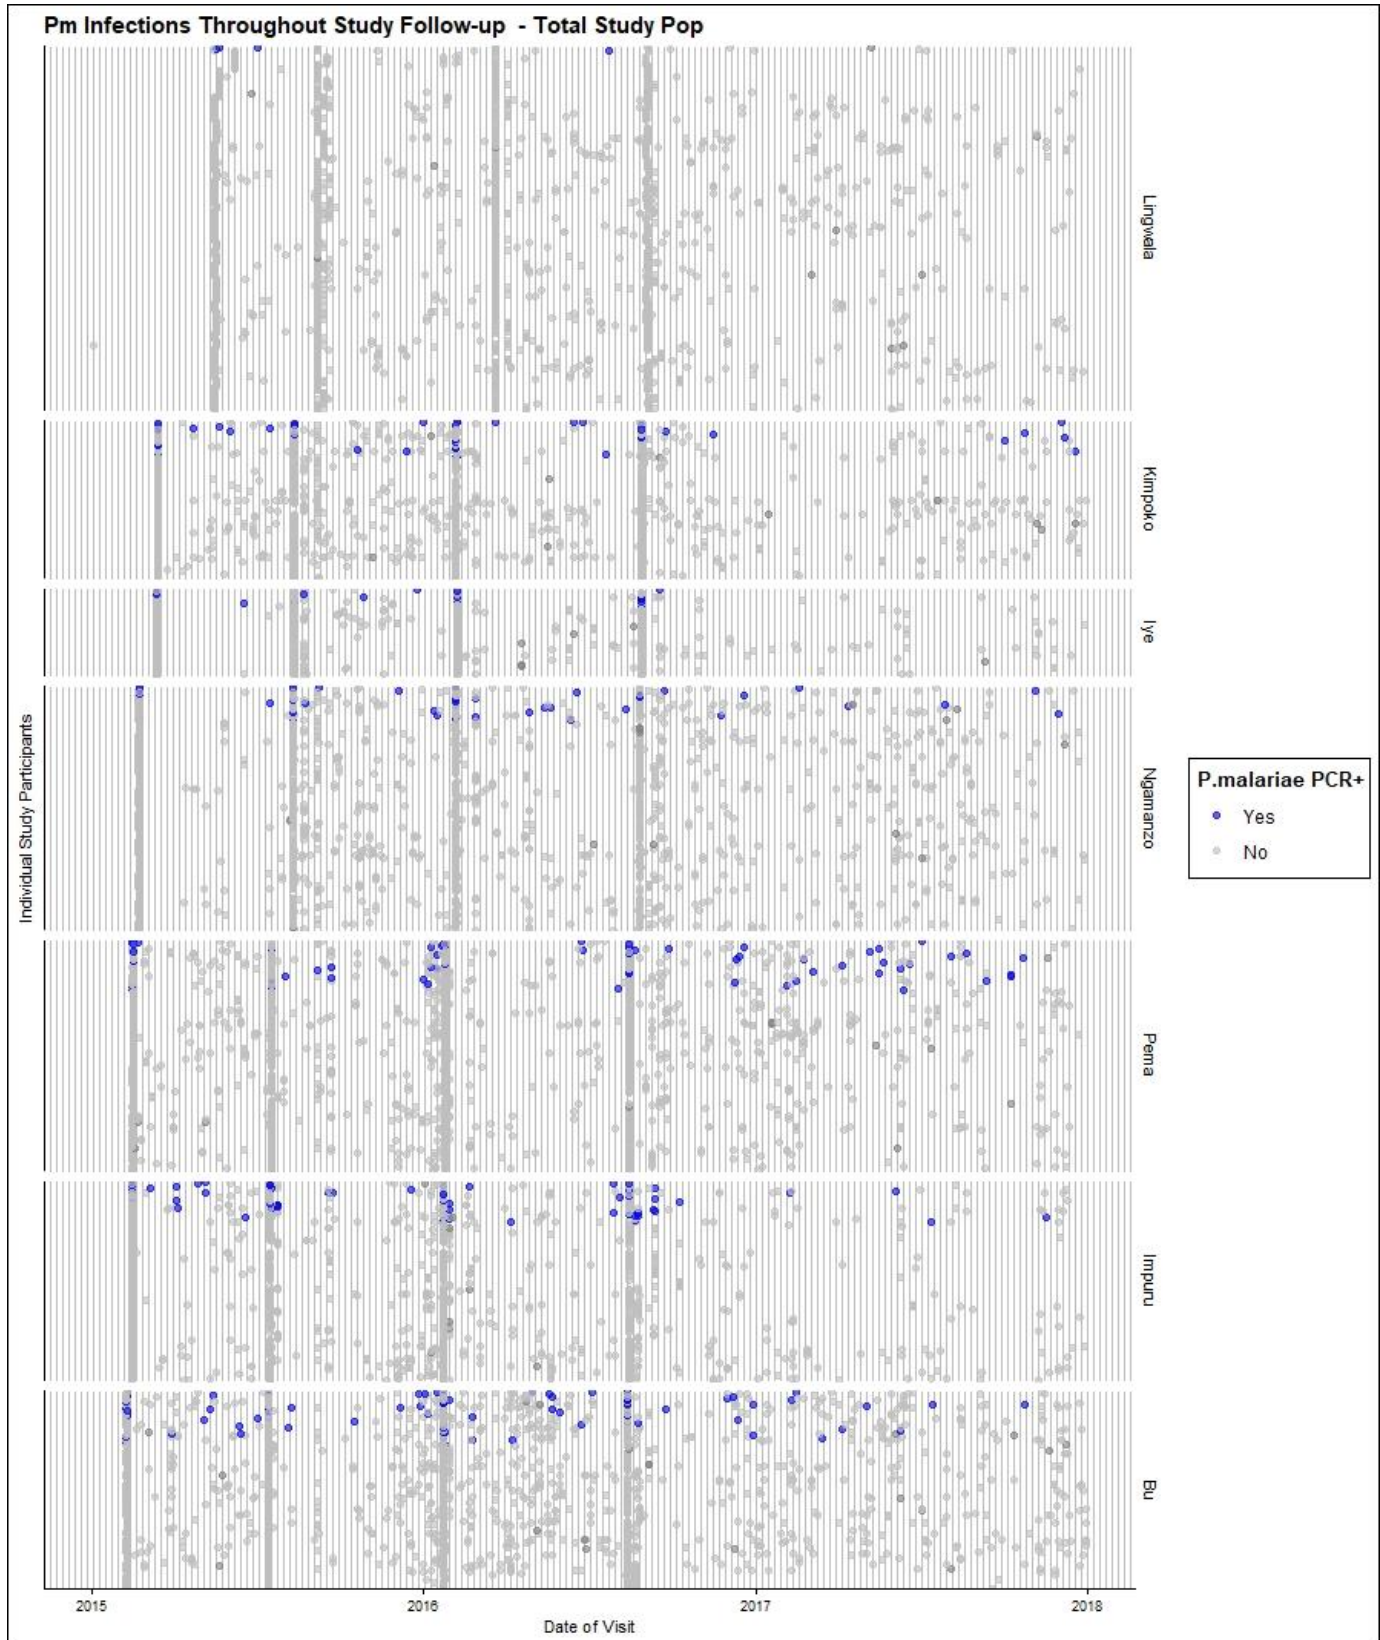 Pm Infections Throughout Study Follow-up - Total Study Pop
Lingwala
Kimpoko
Iye
Ngamanzo
Pema
Impuru
Bu
Individual Study Participants
P.malariae PCR+
Yes
No
2015 2016 2017 2018
Date of Visit